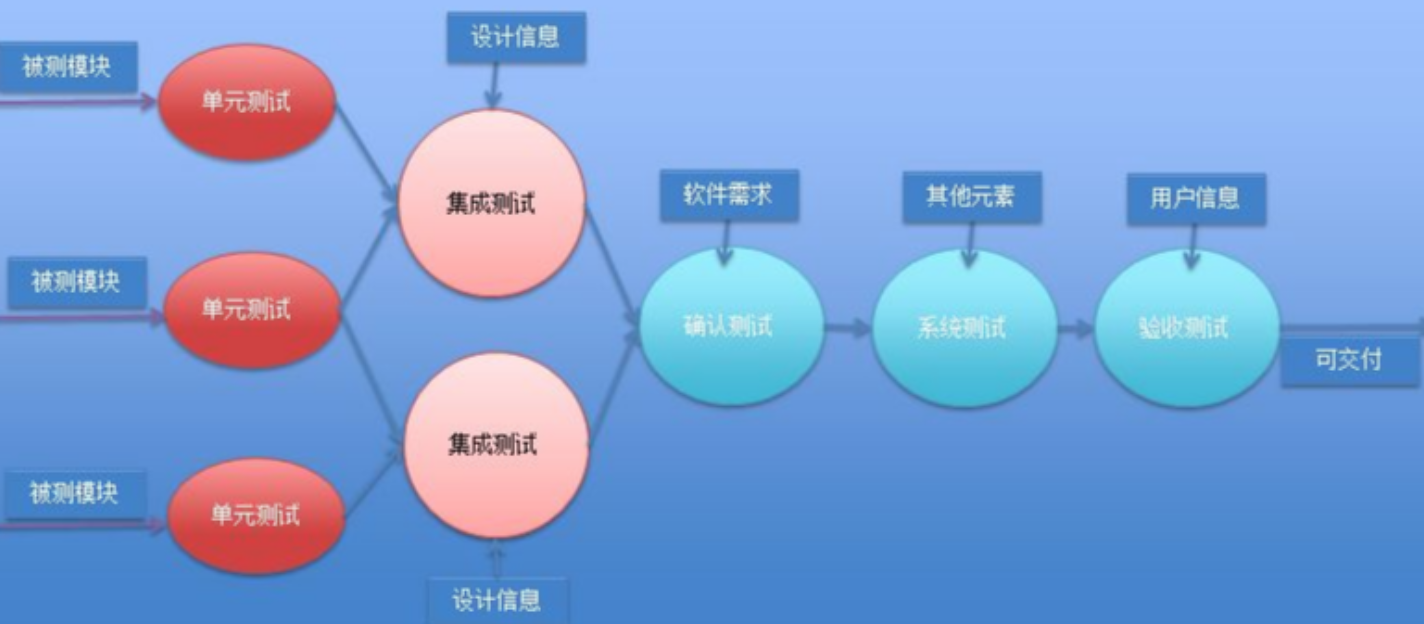 设计信息
被测模块
单元测试
集成测试
软件需求
其他元素
用户信息
被测模块
单元测试
确认测试
系统测试
验收测试
可交付
集成测试
被测模块
单元测试
设计信息